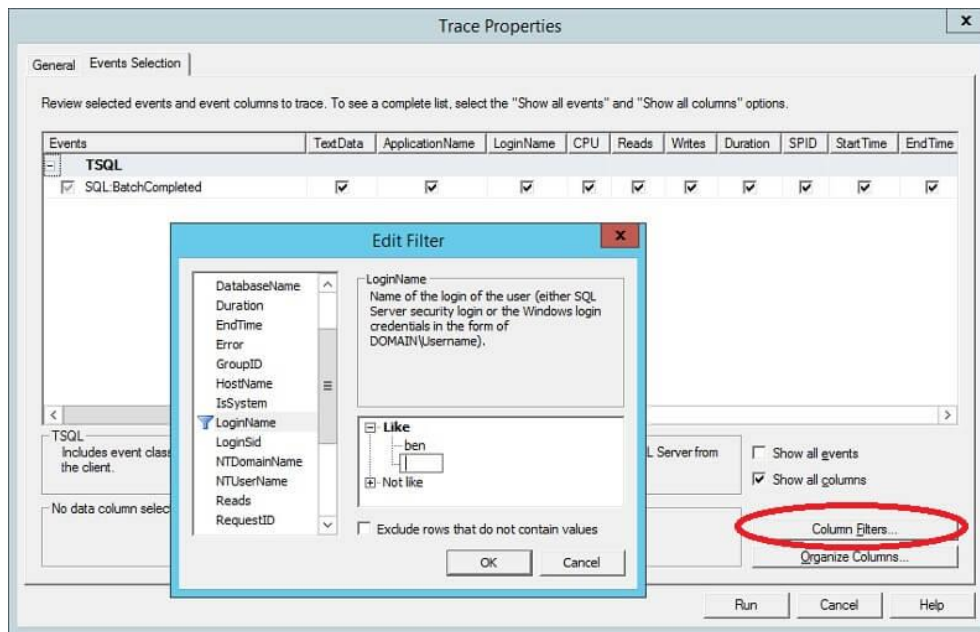 Trace Properties
x
General
Events Selection
Review selected events and event columns to trace. To see a complete list, select the "Show all events" and "Show all columns" options.
Events TextData ApplicationName LoginName CPU Reads Writes Duration SPID StartTime EndTime
TSQL
SQL:BatchCompleted
Edit Filter
x
DatabaseName
Duration
EndTime
Error
GroupID
HostName
IsSystem
LoginName
LoginSid
NTDomainName
NTUserName
Reads
RequestID
LoginName
Name of the login of the user (either SQL
Server security login or the Windows login
credentials in the form of
DOMAIN\Username).
Like
ben
Not like
Exclude rows that do not contain values
OK
Cancel
TSQL
Includes event class
the client.
L Server from
Show all events
Show all columns
No data column selec
Column Filters...
Organize Columns...
Run
Cancel
Help